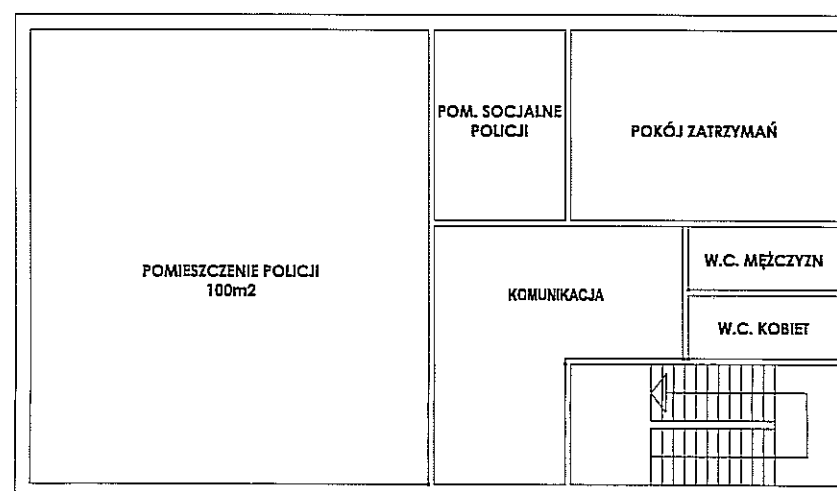 POM. SOCJALNE
POLICJI
POKÓJ ZATRZYMAŃ
POMIESZCZENIE POLICJI
100m2
KOMUNIKACJA
W.C. MĘŻCZYZN
W.C. KOBIET